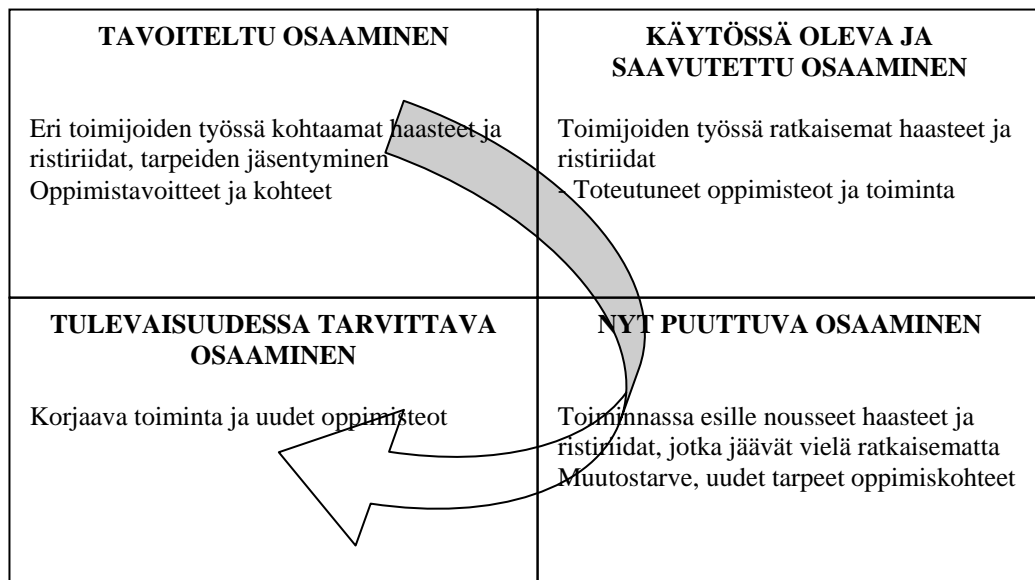 TAVOITELTU OSAAMINEN
Eri toimijoiden työssä kohtaamat haasteet ja
ristiriidat, tarpeiden jäsentyminen
Oppimistavoitteet ja kohteet
KÄYTÖSSÄ OLEVA JA
SAAVUTETTU OSAAMINEN
Toimijoiden työssä ratkaisemat haasteet ja
ristiriidat
- Toteutuneet oppimisteot ja toiminta
TULEVAISUUDESSA TARVITTAVA
OSAAMINEN
Korjaava toiminta ja uudet oppimisteot
NYT PUUTTUVA OSAAMINEN
Toiminnassa esille nousseet haasteet ja
ristiriidat, jotka jäävät vielä ratkaisematta
Muutostarve, uudet tarpeet oppimiskohteet